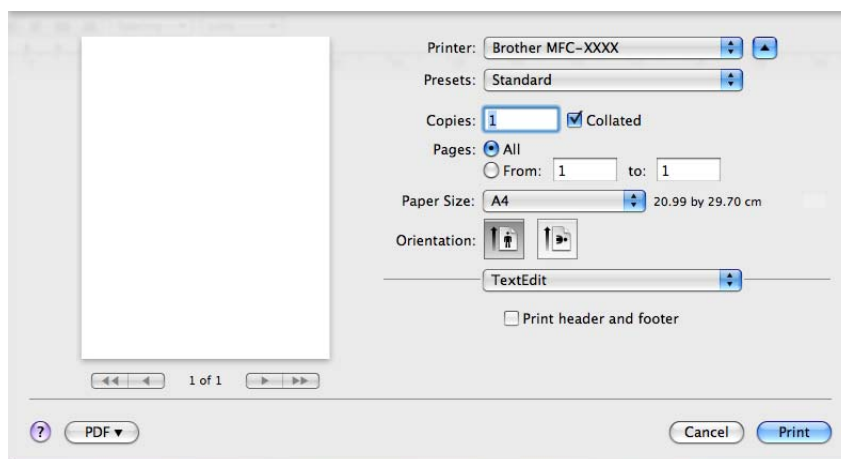 Printer: Brother MFC-XXXX
Presets: Standard
Copies: 1 Collated
Pages: All
From: 1 to: 1
Paper Size: A4 20.99 by 29.70 cm
Orientation:
TextEdit
Print header and footer
1 of 1
? PDF Cancel Print